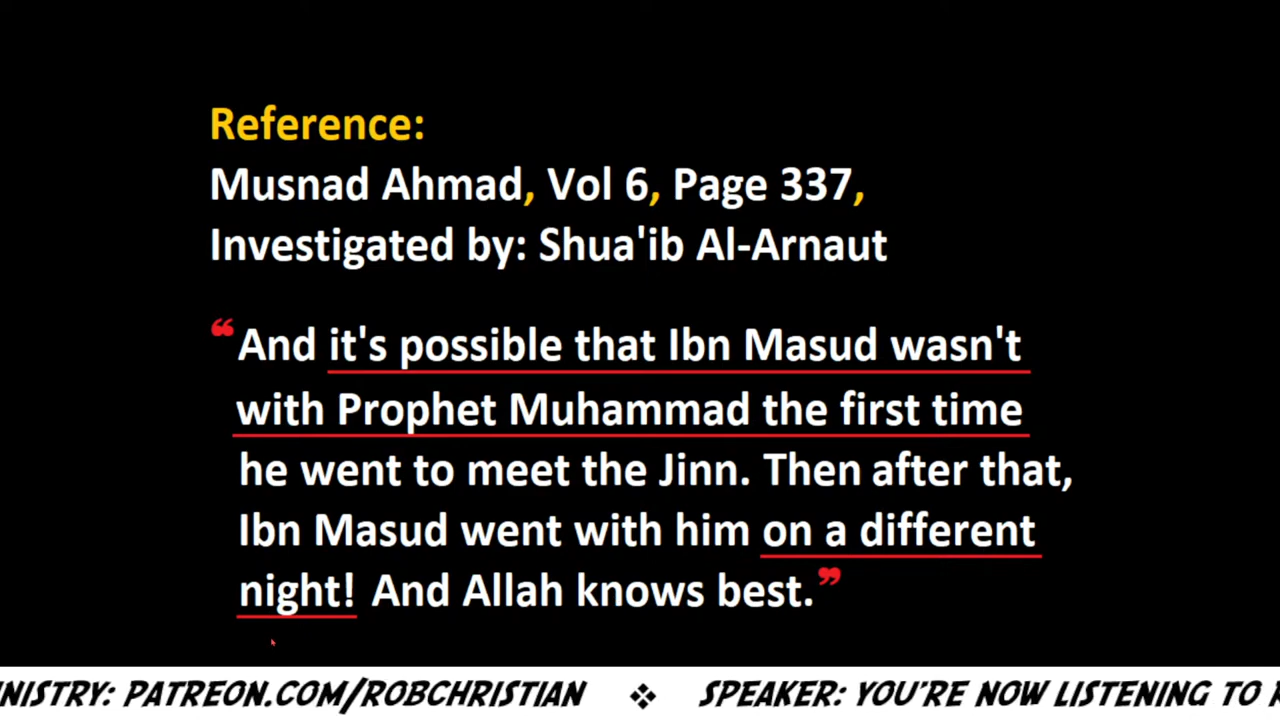 Reference:
Musnad Ahmad, Vol 6, Page 337,
Investigated by: Shua'ib Al-Arnaut
❝And it's possible that Ibn Masud wasn't
with Prophet Muhammad the first time
he went to meet the Jinn. Then after that,
Ibn Masud went with him on a different
night! And Allah knows best.❞
NISTRY: PATREON.COM/ROBCHRISTIAN ❖ SPEAKER: YOU'RE NOW LISTENING TO